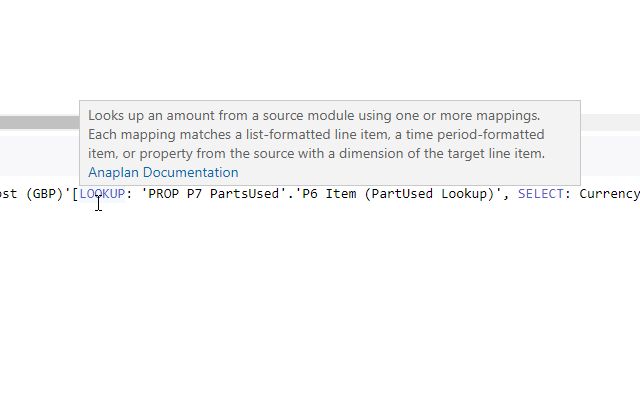 Looks up an amount from a source module using one or more mappings.
Each mapping matches a list-formatted line item, a time period-formatted
item, or property from the source with a dimension of the target line item.
Anaplan Documentation
ost (GBP)'[LOOKUP: 'PROP P7 PartsUsed'.'P6 Item (PartUsed Lookup)', SELECT: Currency